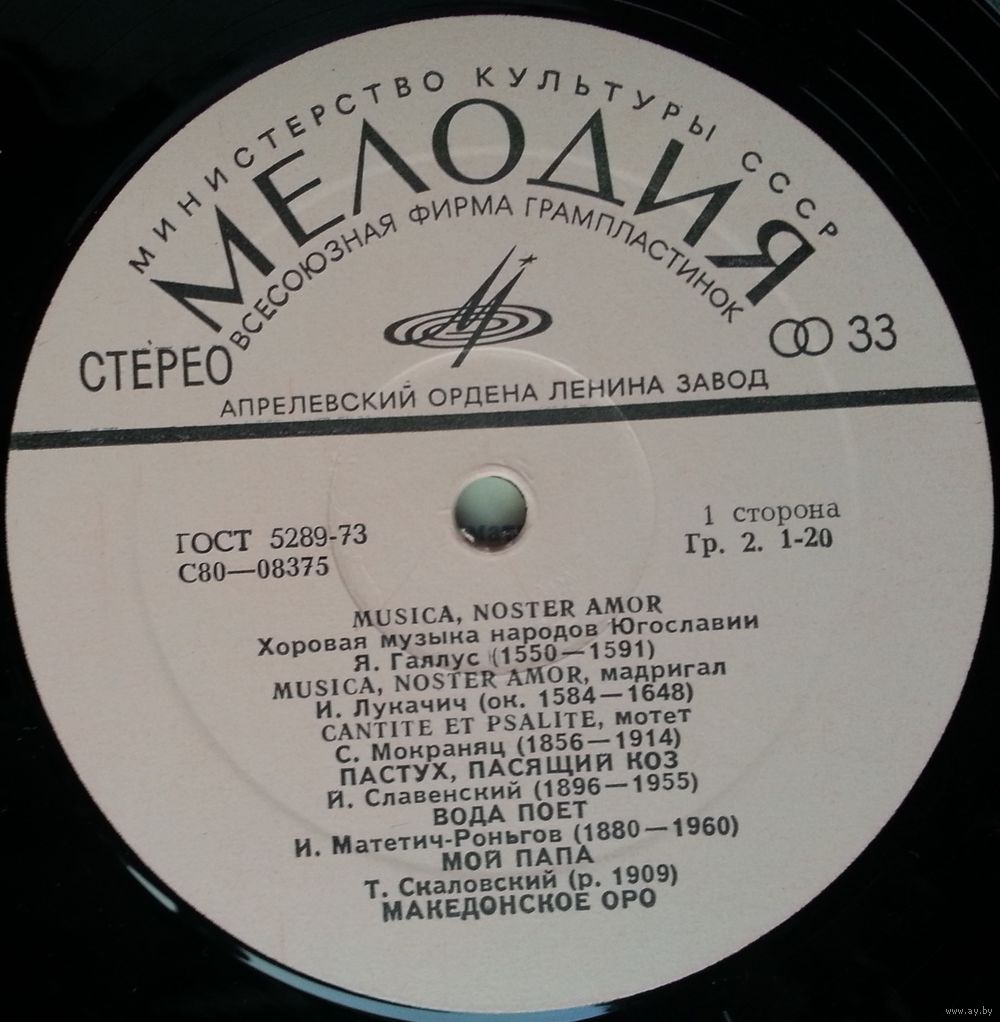 МИНИСТЕРСТВО КУЛЬТУРЫ СССР
МЕЛОДИЯ
ВСЕСОЮЗНАЯ ФИРМА ГРАМПЛАСТИНОК
СТЕРЕО
33
АПРЕЛЕВСКИЙ ОРДЕНА ЛЕНИНА ЗАВОД
ГОСТ 5289-73
С80—08375
1 сторона
Гр. 2. 1-20
MUSICA, NOSTER AMOR
Хоровая музыка народов Югославии
Я. Галлус (1550—1591)
MUSICA, NOSTER AMOR, мадригал
И. Лукачич (ок. 1584—1648)
CANTITE ET PSALITE, мотет
С. Мокраняц (1856—1914)
ПАСТУХ, ПАСЯЩИЙ КОЗ
Й. Славенский (1896—1955)
ВОДА ПОЕТ
И. Матетич-Роньгов (1880—1960)
МОЙ ПАПА
Т. Скаловский (р. 1909)
МАКЕДОНСКОЕ ОРО
www.ay.by